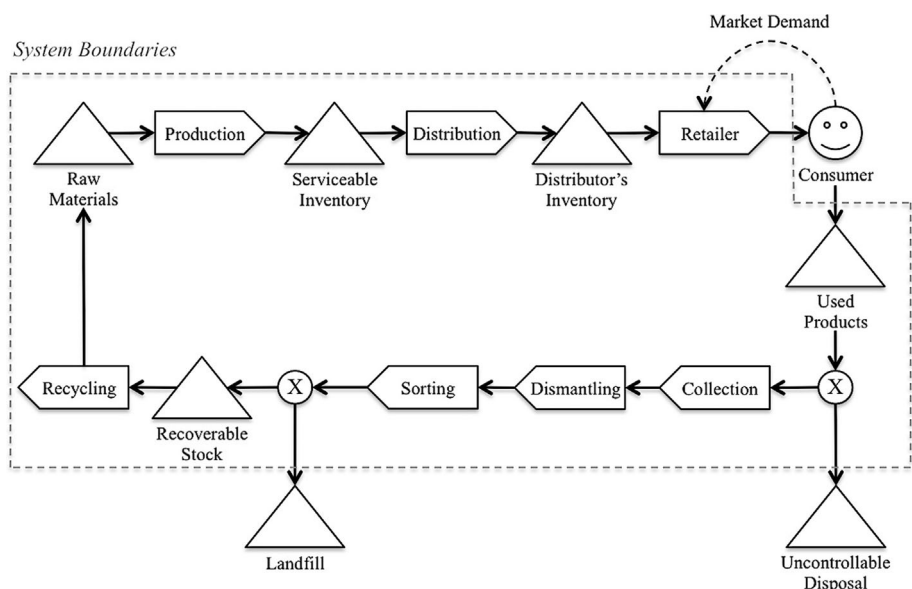 Market Demand
System Boundaries
Production
Distribution
Retailer
Raw
Materials
Serviceable
Inventory
Distributor's
Inventory
Consumer
Used
Products
Recycling
Recoverable
Stock
X
Sorting
Dismantling
Collection
X
Landfill
Uncontrollable
Disposal